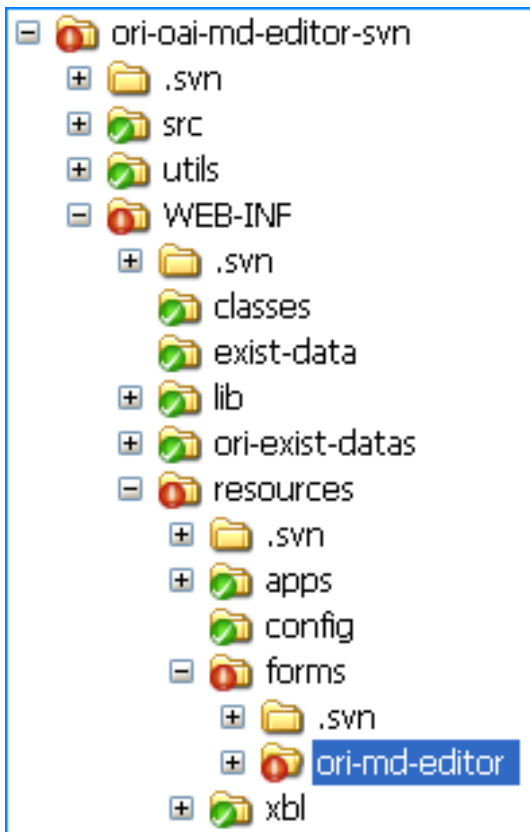 ori-oai-md-editor-svn
.svn
src
utils
WEB-INF
.svn
classes
exist-data
lib
ori-exist-datas
resources
.svn
apps
config
forms
.svn
ori-md-editor
xbl